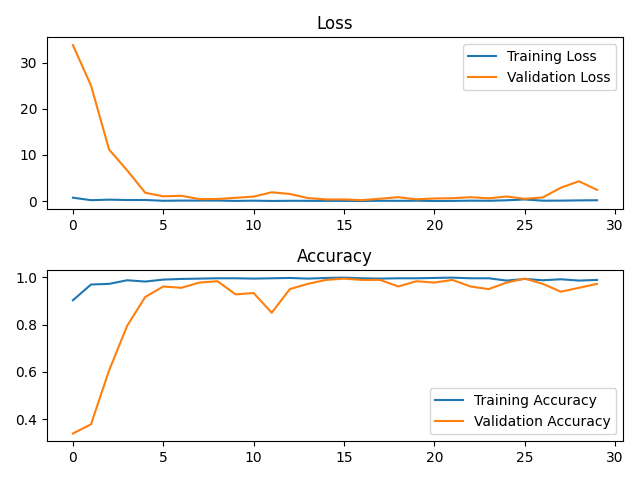 Loss
30
20
10
0
Training Loss
Validation Loss
0 5 10 15 20 25 30
Accuracy
1.0
0.8
0.6
0.4
Training Accuracy
Validation Accuracy
0 5 10 15 20 25 30